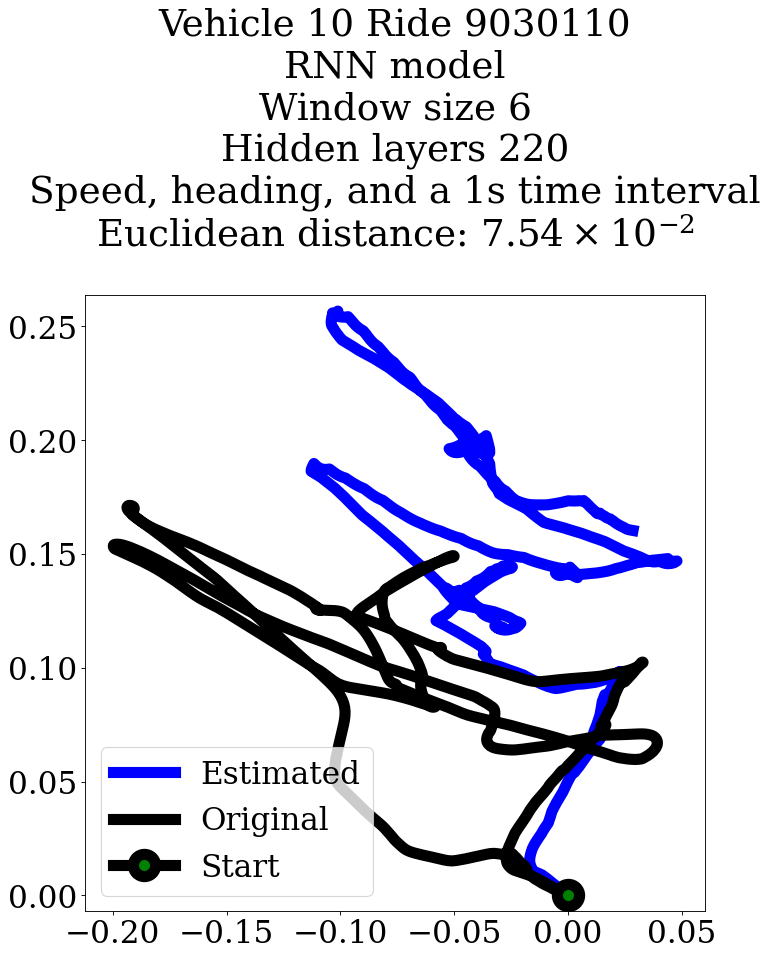 Vehicle 10 Ride 9030110
RNN model
Window size 6
Hidden layers 220
Speed, heading, and a 1s time interval
Euclidean distance: 7.54 × 10⁻²
0.25
0.20
0.15
0.10
0.05
0.00
Estimated
Original
Start
−0.20 −0.15 −0.10 −0.05 0.00 0.05